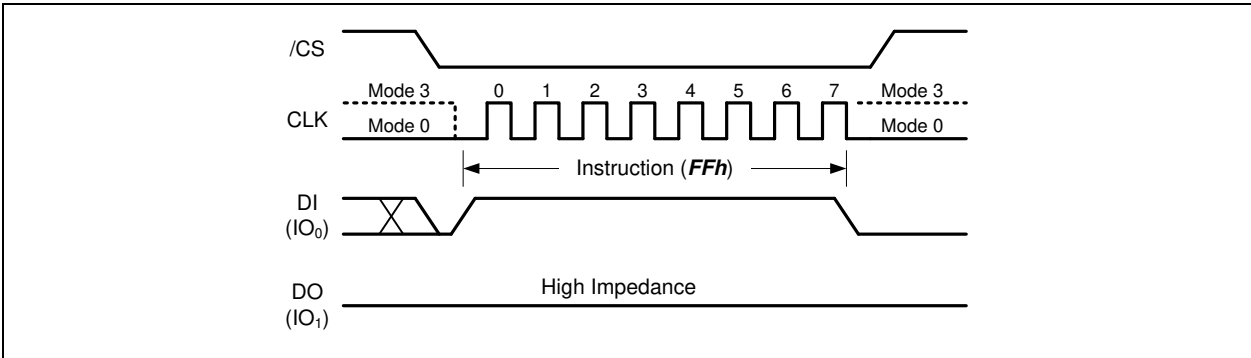 /CS
Mode 3 0 1 2 3 4 5 6 7 Mode 3
CLK
Mode 0 Mode 0
Instruction (FFh)
DI
(IO₀)
High Impedance
DO
(IO₁)